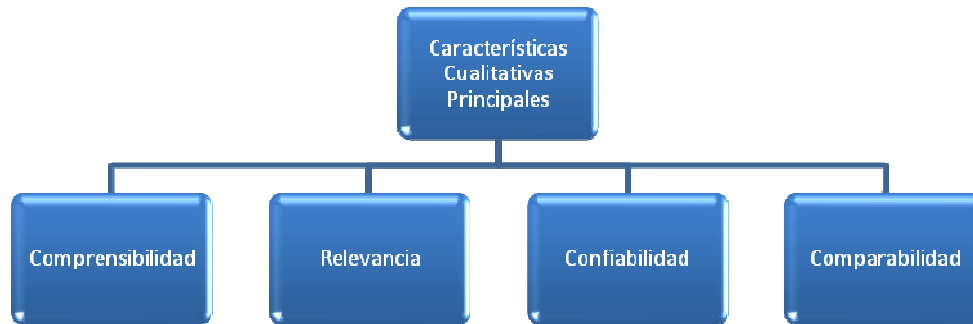 Características
Cualitativas
Principales
Comprensibilidad
Relevancia
Confiabilidad
Comparabilidad